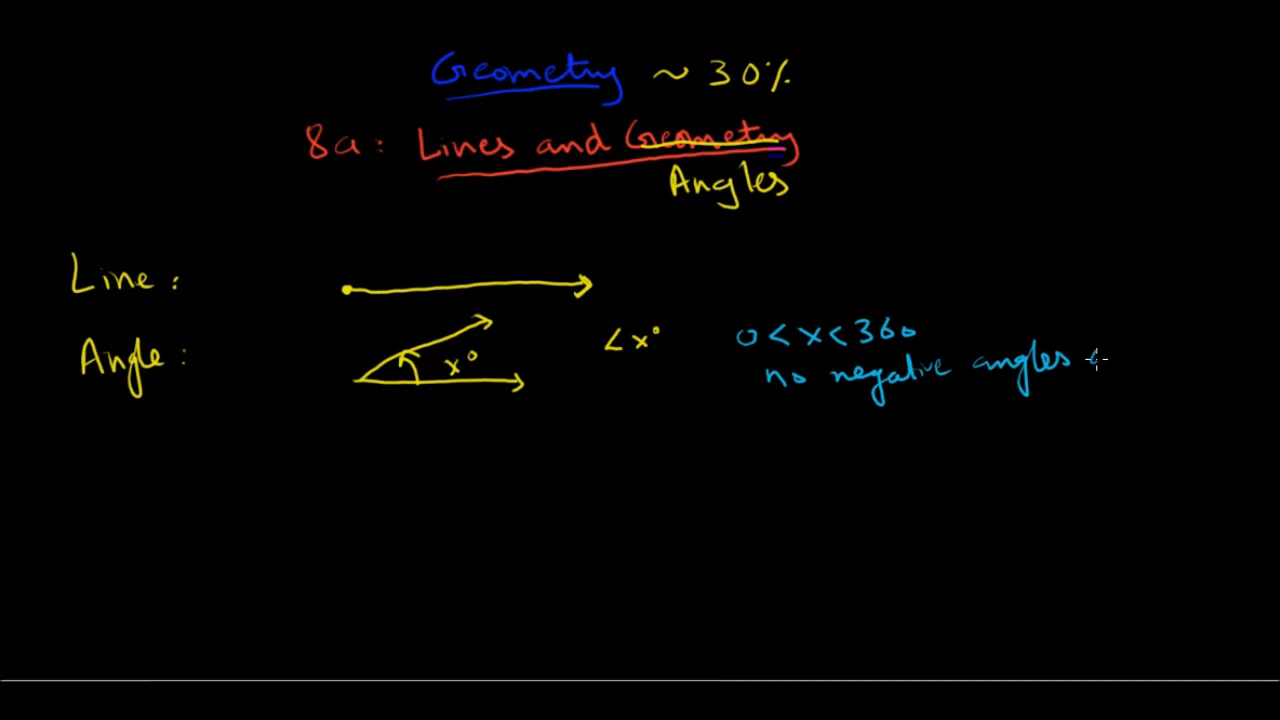 Geometry ~ 30%
8a: Lines and Geometry
Angles
Line:
Angle: x° <x° 0<x<360
no negative angles